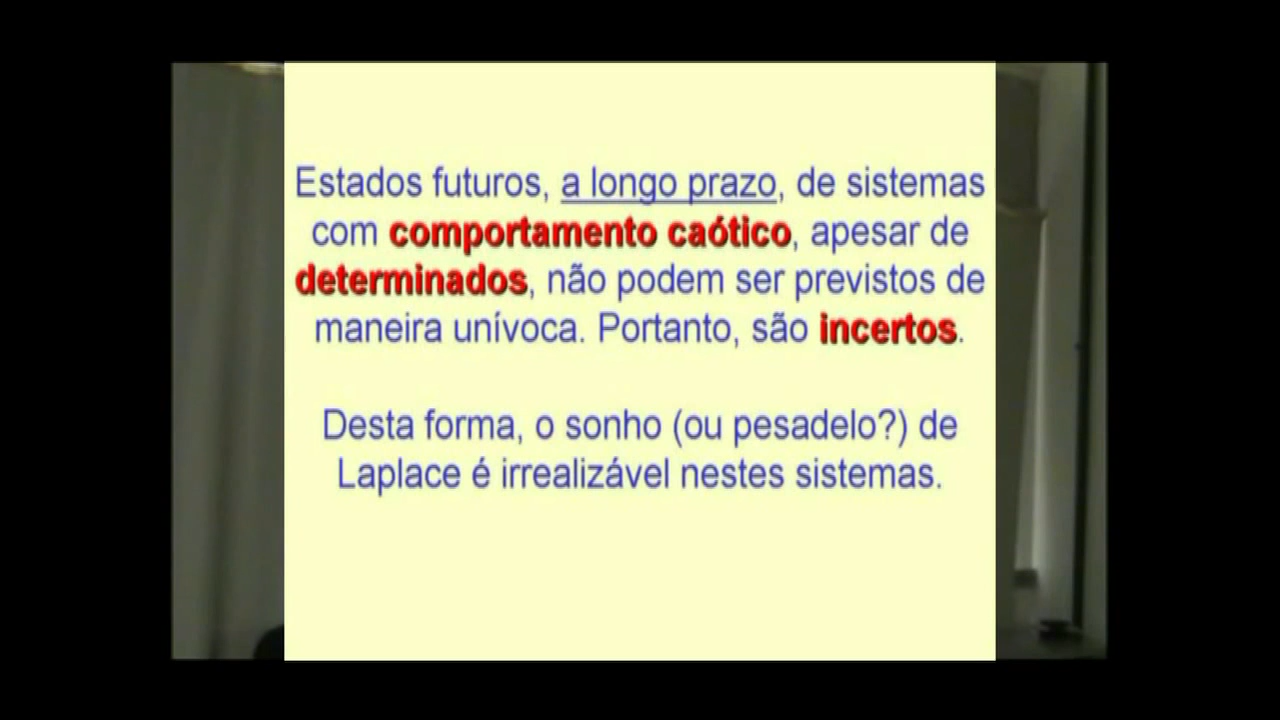 Estados futuros, a longo prazo, de sistemas
com comportamento caótico, apesar de
determinados, não podem ser previstos de
maneira unívoca. Portanto, são incertos.
Desta forma, o sonho (ou pesadelo?) de
Laplace é irrealizável nestes sistemas.